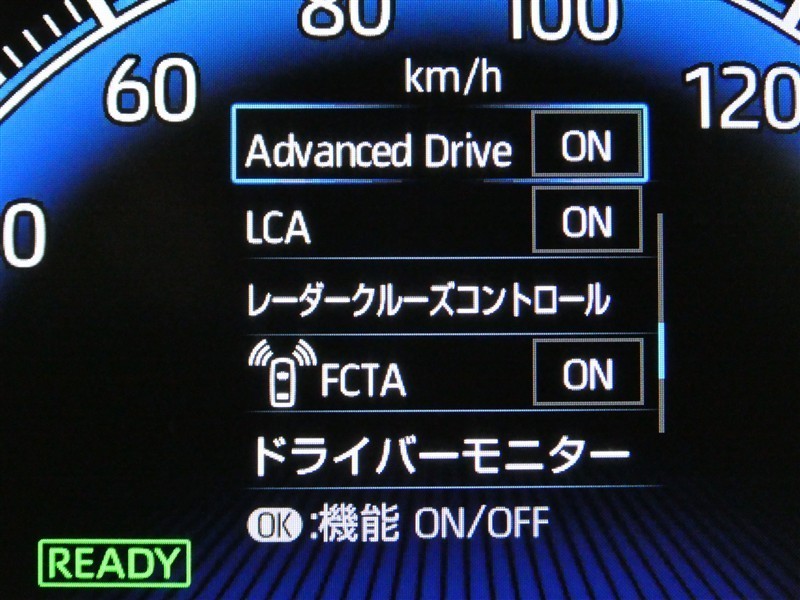 80 100
60 km/h 120
Advanced Drive ON
0 LCA ON
レーダークルーズコントロール
FCTA ON
ドライバーモニター
OK:機能 ON/OFF
READY